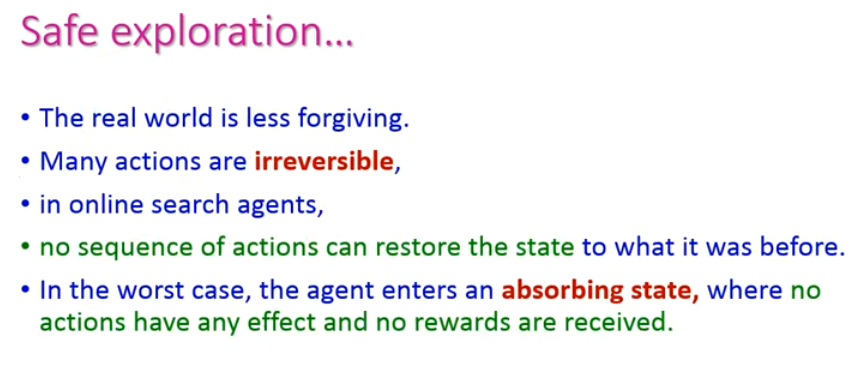 Safe exploration...
• The real world is less forgiving.
• Many actions are irreversible,
• in online search agents,
• no sequence of actions can restore the state to what it was before.
• In the worst case, the agent enters an absorbing state, where no
actions have any effect and no rewards are received.